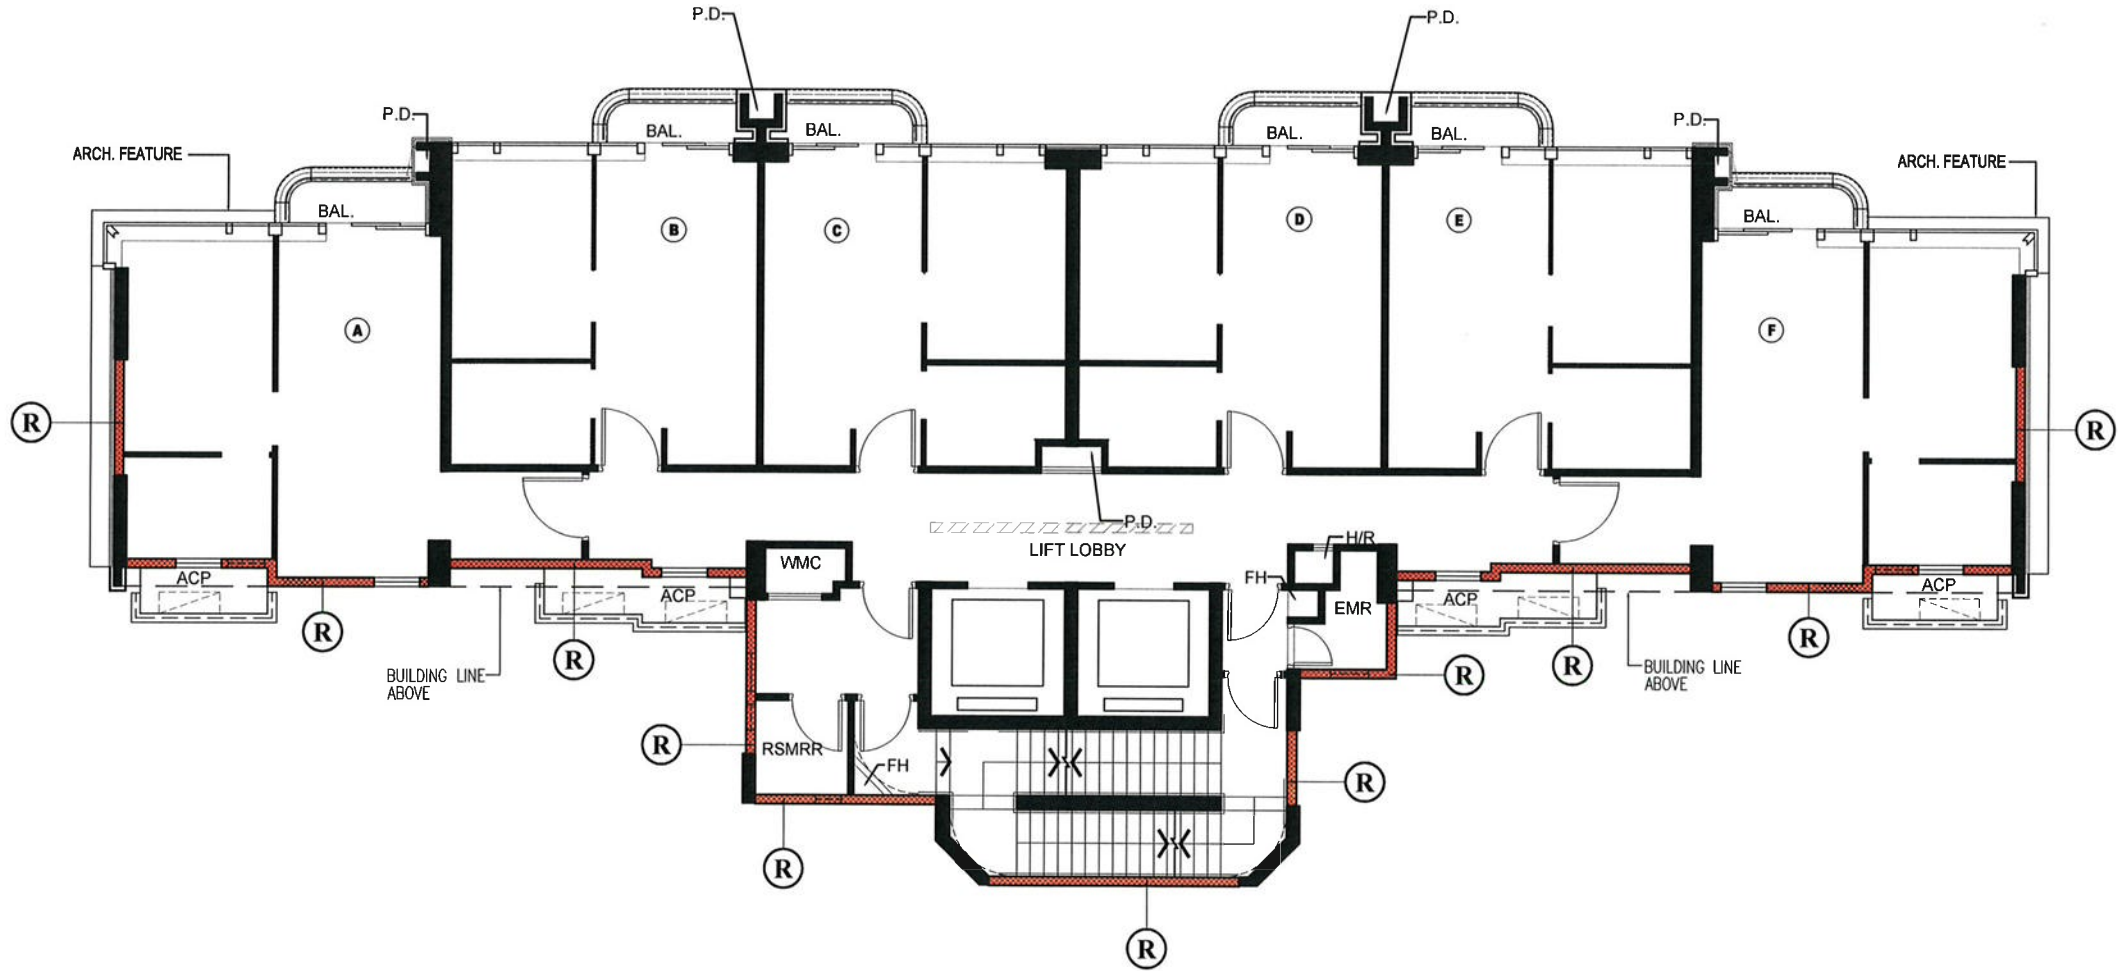 P.D.
P.D.
P.D.
P.D.
ARCH. FEATURE
BAL.
BAL.
BAL.
BAL.
ARCH. FEATURE
BAL.
BAL.
B
C
D
E
A
F
R
R
P.D.
LIFT LOBBY
H/R
WMC
ACP
ACP
FH
EMR
ACP
ACP
R
R
R
R
R
BUILDING LINE
ABOVE
BUILDING LINE
ABOVE
R
RSMRR
FH
R
R
R